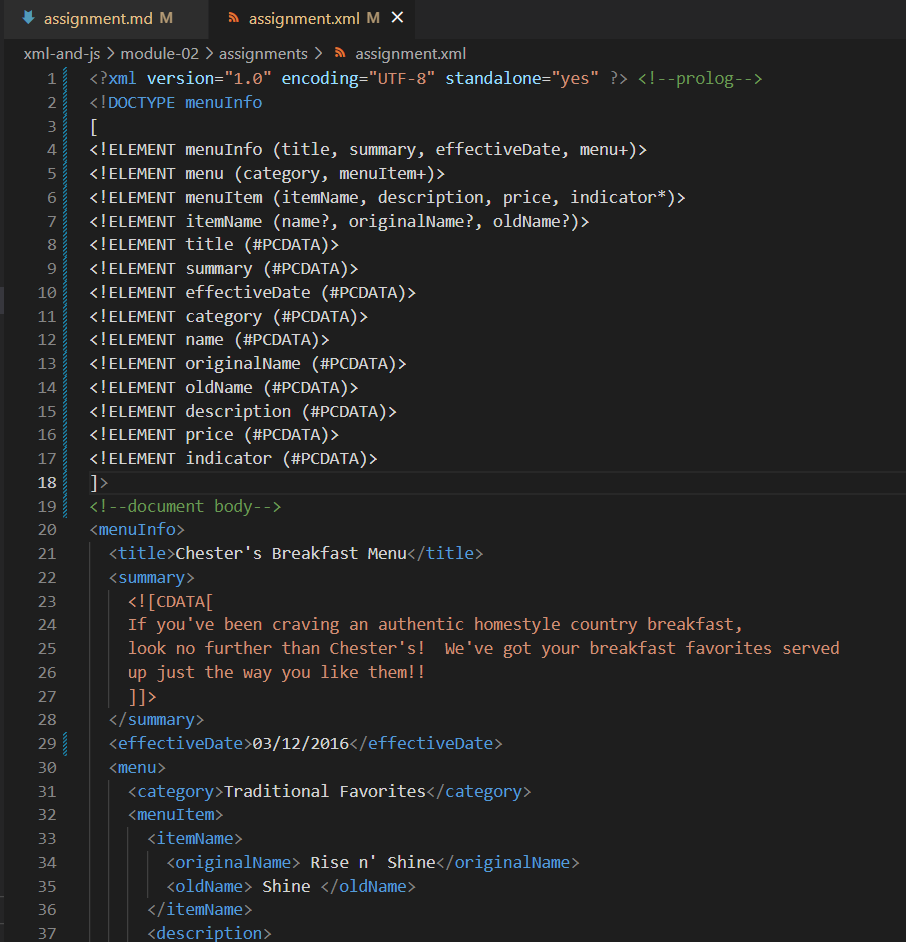 assignment.md M
assignment.xml M
xml-and-js > module-02 > assignments > assignment.xml
1 <?xml version="1.0" encoding="UTF-8" standalone="yes" ?> <!--prolog-->
2 <!DOCTYPE menuInfo
3 [
4 <!ELEMENT menuInfo (title, summary, effectiveDate, menu+)>
5 <!ELEMENT menu (category, menuItem+)>
6 <!ELEMENT menuItem (itemName, description, price, indicator*)>
7 <!ELEMENT itemName (name?, originalName?, oldName?)>
8 <!ELEMENT title (#PCDATA)>
9 <!ELEMENT summary (#PCDATA)>
10 <!ELEMENT effectiveDate (#PCDATA)>
11 <!ELEMENT category (#PCDATA)>
12 <!ELEMENT name (#PCDATA)>
13 <!ELEMENT originalName (#PCDATA)>
14 <!ELEMENT oldName (#PCDATA)>
15 <!ELEMENT description (#PCDATA)>
16 <!ELEMENT price (#PCDATA)>
17 <!ELEMENT indicator (#PCDATA)>
18 ]>
19 <!--document body-->
20 <menuInfo>
21   <title>Chester's Breakfast Menu</title>
22   <summary>
23     <![CDATA[
24     If you've been craving an authentic homestyle country breakfast,
25     look no further than Chester's!  We've got your breakfast favorites served
26     up just the way you like them!!
27     ]]>
28   </summary>
29   <effectiveDate>03/12/2016</effectiveDate>
30   <menu>
31     <category>Traditional Favorites</category>
32     <menuItem>
33       <itemName>
34         <originalName> Rise n' Shine</originalName>
35         <oldName> Shine </oldName>
36       </itemName>
37       <description>